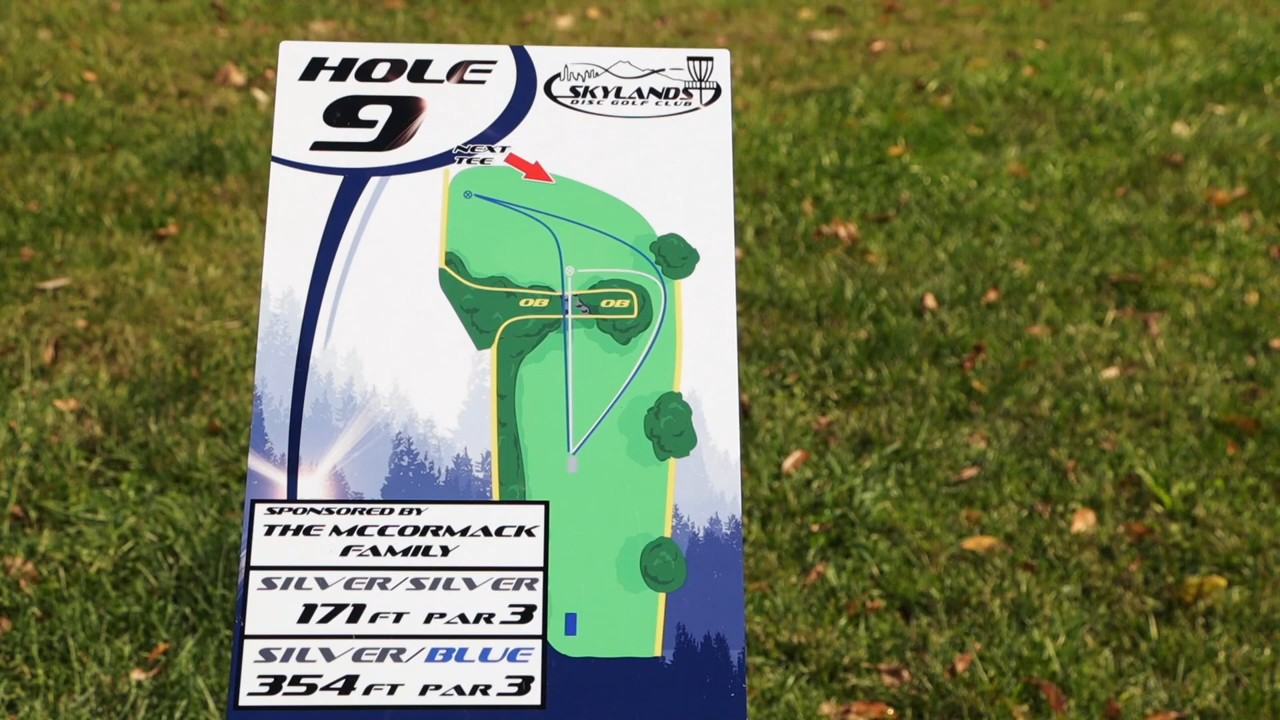 HOLE
9
SKYLANDS
DISC GOLF CLUB
NEXT
TEE
OB OB
SPONSORED BY
THE MCCORMACK
FAMILY
SILVER/SILVER
171 FT PAR 3
SILVER/BLUE
354 FT PAR 3